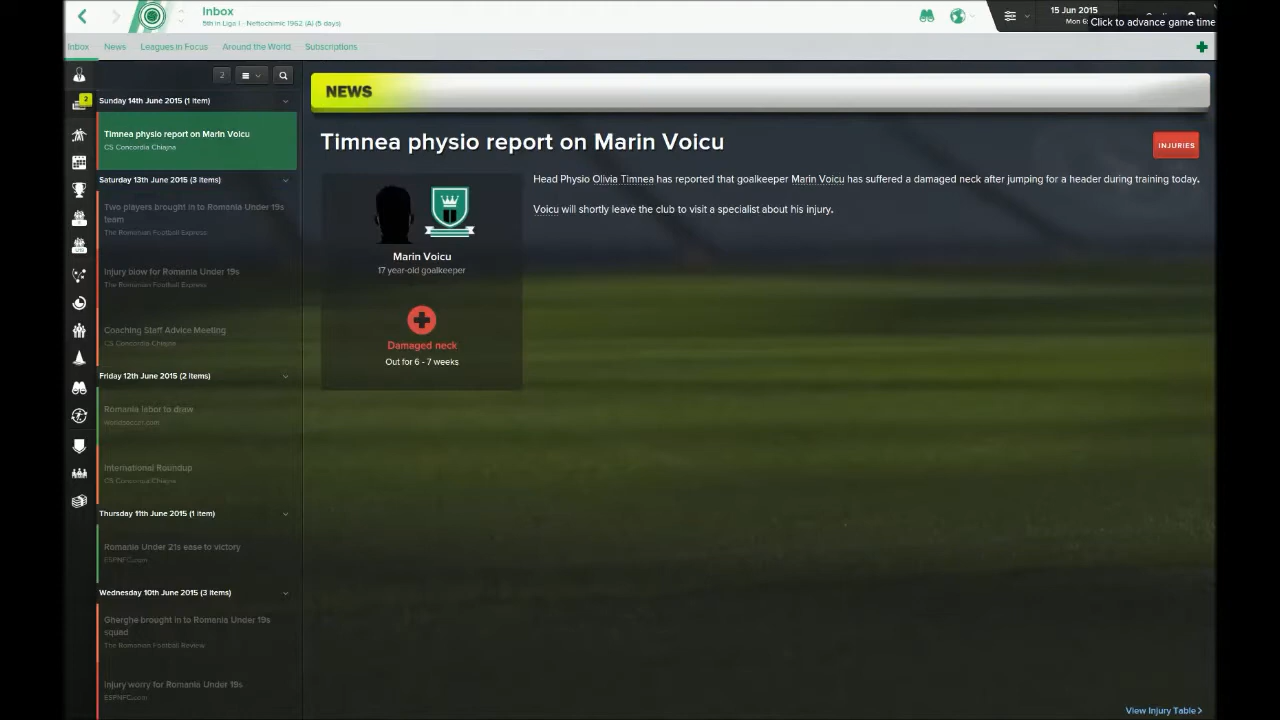 Inbox
5th in Liga I - Neftochimic 1962 (A) (5 days)
15 Jun 2015
Click to advance game time
Inbox News Leagues in Focus Around the World Subscriptions
2
2
Sunday 14th June 2015 (1 item)
Timnea physio report on Marin Voicu
CS Concordia Chiajna
Saturday 13th June 2015 (3 items)
Two players brought in to Romania Under 19s
team
The Romanian Football Express
Injury blow for Romania Under 19s
The Romanian Football Express
Coaching Staff Advice Meeting
CS Concordia Chiajna
Friday 12th June 2015 (2 items)
Romania labor to draw
worldsoccer.com
International Roundup
CS Concordia Chiajna
Thursday 11th June 2015 (1 item)
Romania Under 21s ease to victory
ESPNFC.com
Wednesday 10th June 2015 (3 items)
Gherghe brought in to Romania Under 19s
squad
The Romanian Football Review
Injury worry for Romania Under 19s
ESPNFC.com
NEWS
Timnea physio report on Marin Voicu
INJURIES
Head Physio Olivia Timnea has reported that goalkeeper Marin Voicu has suffered a damaged neck after jumping for a header during training today.
Voicu will shortly leave the club to visit a specialist about his injury.
Marin Voicu
17 year-old goalkeeper
Damaged neck
Out for 6 - 7 weeks
View Injury Table >